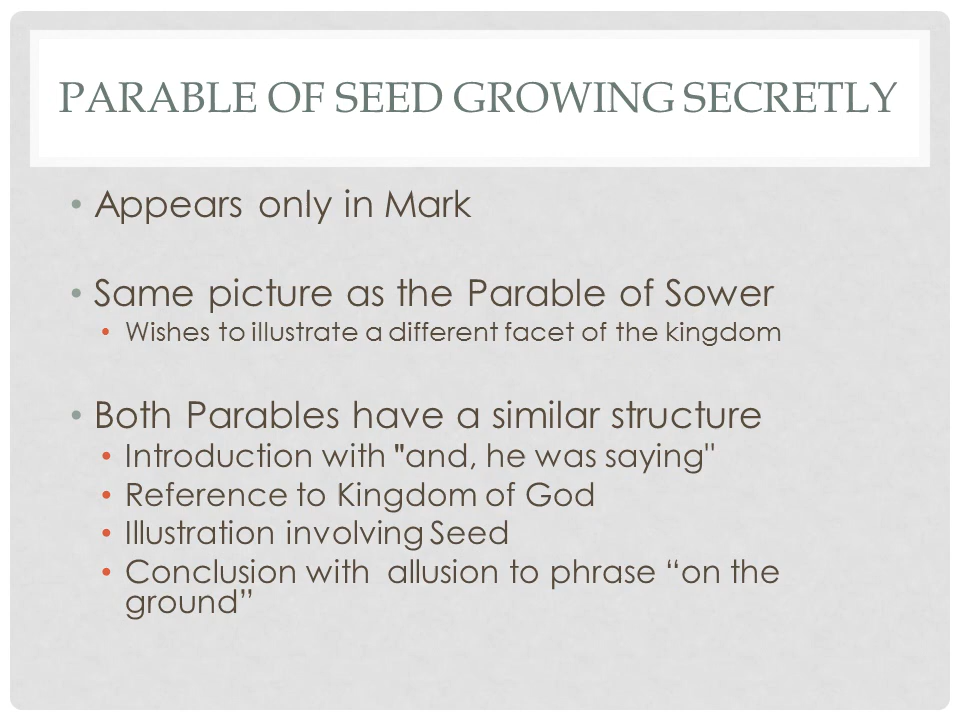 PARABLE OF SEED GROWING SECRETLY
• Appears only in Mark
• Same picture as the Parable of Sower
• Wishes to illustrate a different facet of the kingdom
• Both Parables have a similar structure
• Introduction with "and, he was saying"
• Reference to Kingdom of God
• Illustration involving Seed
• Conclusion with  allusion to phrase “on the
ground”